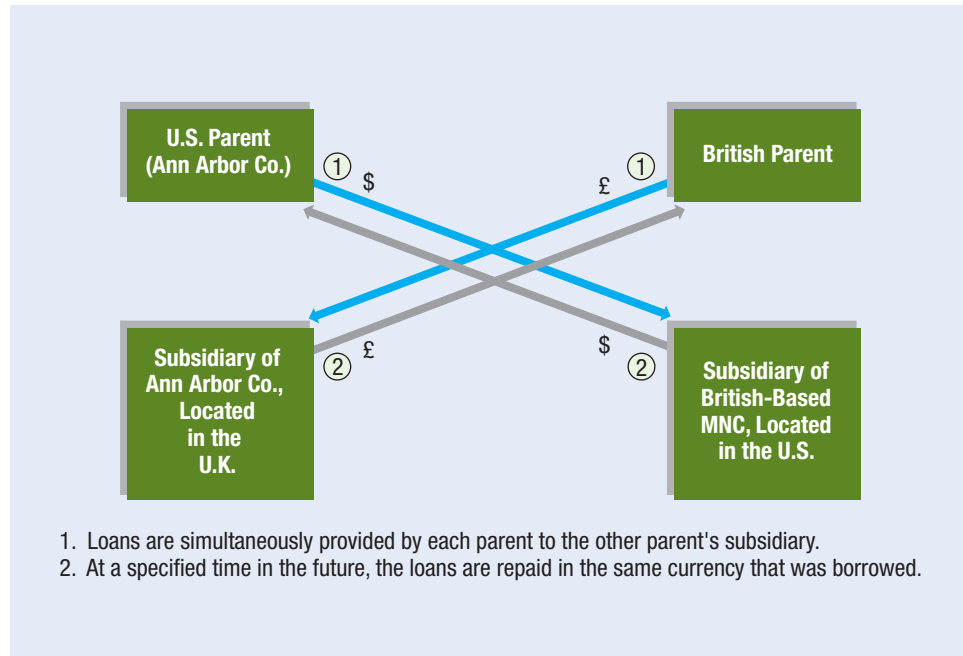 U.S. Parent
(Ann Arbor Co.)
British Parent
1
$
£
1
Subsidiary of
Ann Arbor Co.,
Located
in the
U.K.
2
£
$
2
Subsidiary of
British-Based
MNC, Located
in the U.S.
1. Loans are simultaneously provided by each parent to the other parent's subsidiary.
2. At a specified time in the future, the loans are repaid in the same currency that was borrowed.